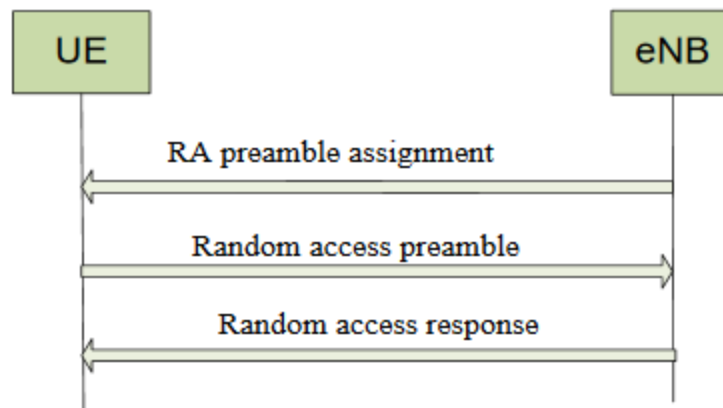 UE
eNB
RA preamble assignment
Random access preamble
Random access response